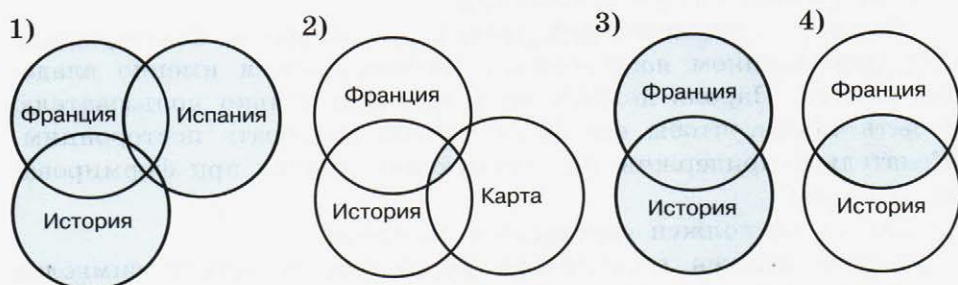 1)
Франция
Испания
История
2)
Франция
История
Карта
3)
Франция
История
4)
Франция
История